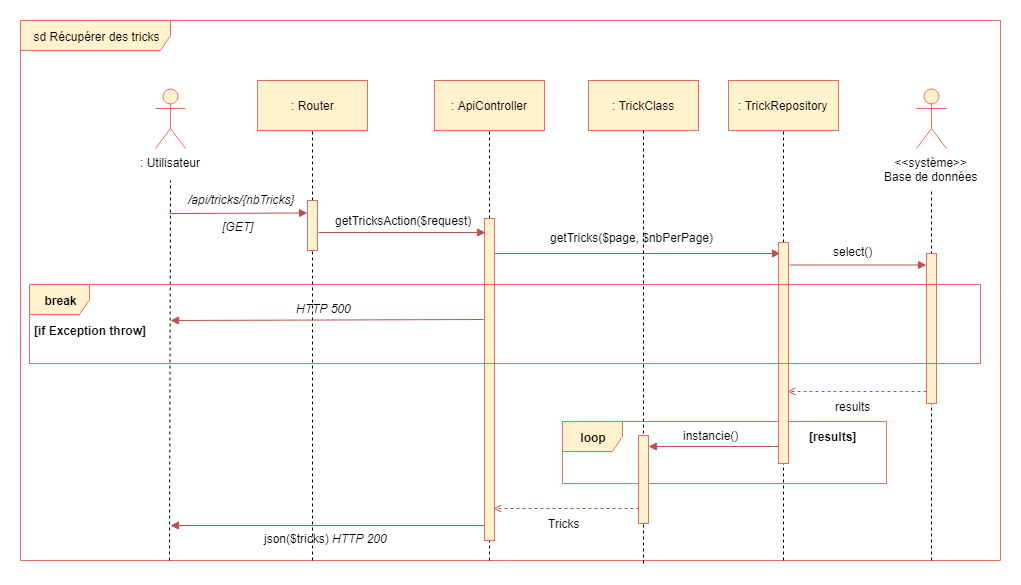 sd Récupérer des tricks
: Router
: ApiController
: TrickClass
: TrickRepository
: Utilisateur
<<système>>
Base de données
/api/tricks/{nbTricks}
[GET]
getTricksAction($request)
getTricks($page, $nbPerPage)
select()
break
HTTP 500
[if Exception throw]
results
loop
instancie()
[results]
Tricks
json($tricks) HTTP 200